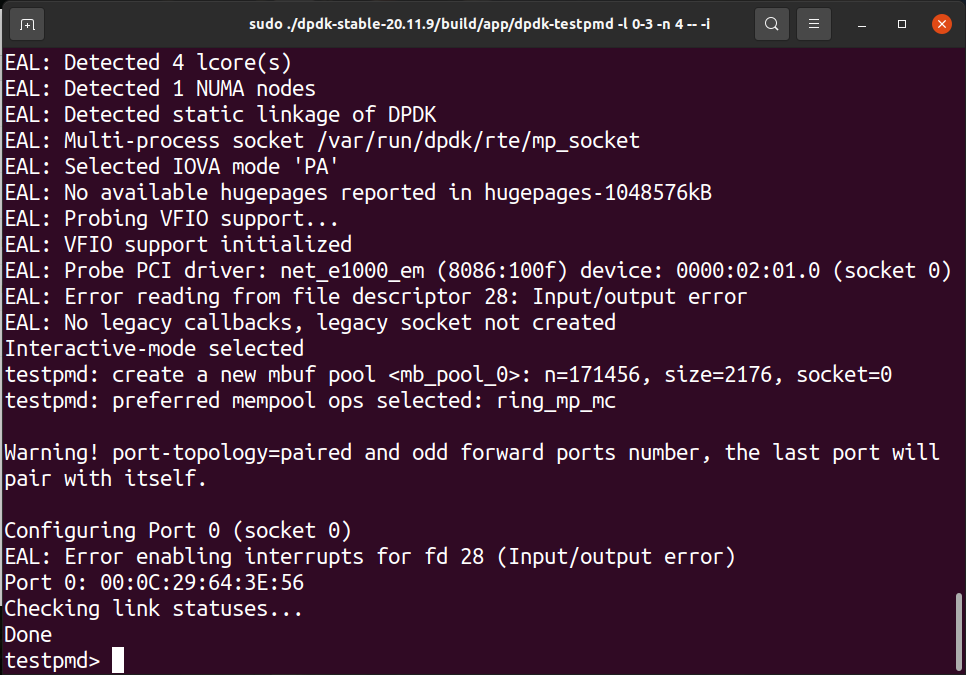 sudo ./dpdk-stable-20.11.9/build/app/dpdk-testpmd -l 0-3 -n 4 -- -i
EAL: Detected 4 lcore(s)
EAL: Detected 1 NUMA nodes
EAL: Detected static linkage of DPDK
EAL: Multi-process socket /var/run/dpdk/rte/mp_socket
EAL: Selected IOVA mode 'PA'
EAL: No available hugepages reported in hugepages-1048576kB
EAL: Probing VFIO support...
EAL: VFIO support initialized
EAL: Probe PCI driver: net_e1000_em (8086:100f) device: 0000:02:01.0 (socket 0)
EAL: Error reading from file descriptor 28: Input/output error
EAL: No legacy callbacks, legacy socket not created
Interactive-mode selected
testpmd: create a new mbuf pool <mb_pool_0>: n=171456, size=2176, socket=0
testpmd: preferred mempool ops selected: ring_mp_mc
Warning! port-topology=paired and odd forward ports number, the last port will
pair with itself.
Configuring Port 0 (socket 0)
EAL: Error enabling interrupts for fd 28 (Input/output error)
Port 0: 00:0C:29:64:3E:56
Checking link statuses...
Done
testpmd>